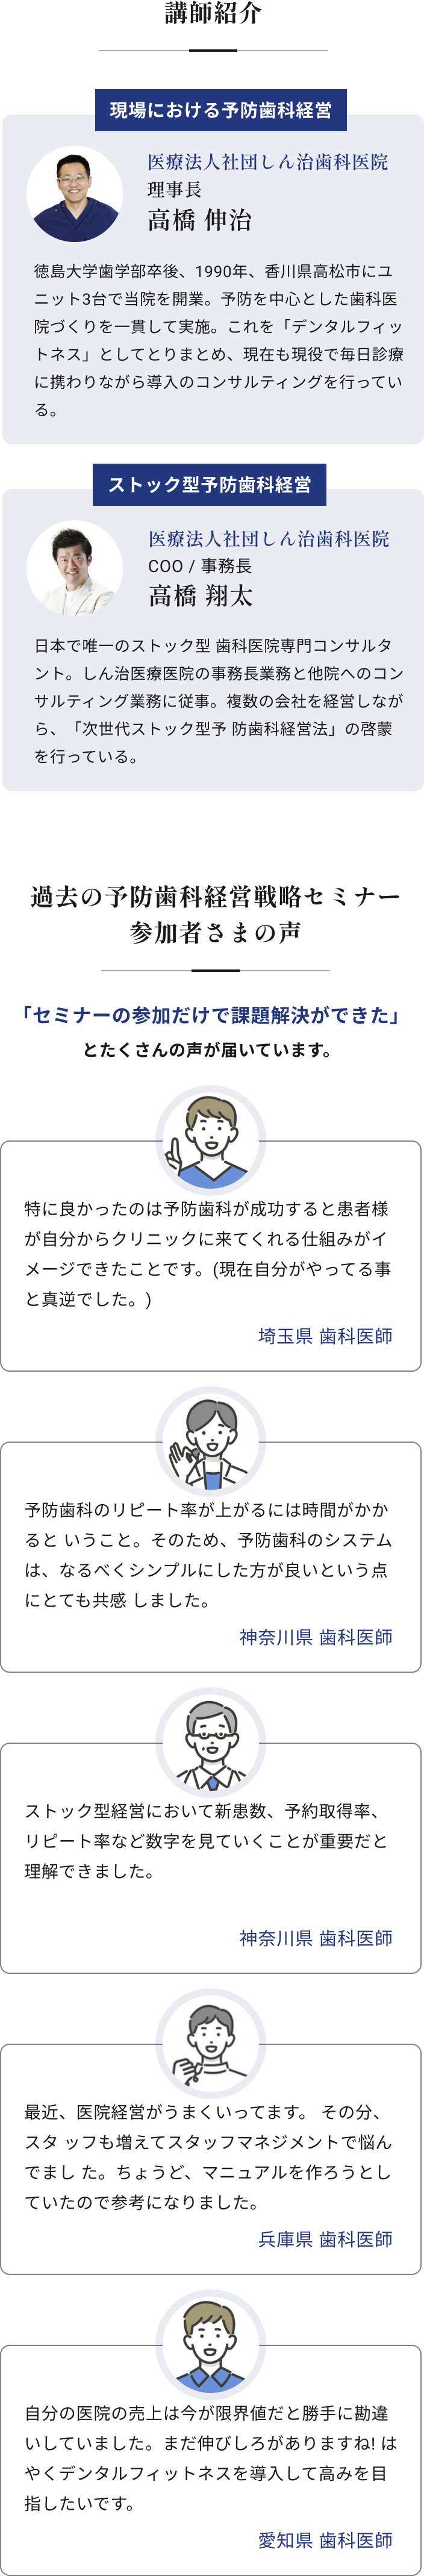 講師紹介
現場における予防歯科経営
医療法人社団しん治歯科医院
理事長
高橋 伸治
徳島大学歯学部卒後、1990年、香川県高松市にユ
ニット3台で当院を開業。予防を中心とした歯科医
院づくりを一貫して実施。これを「デンタルフィッ
トネス」としてとりまとめ、現在も現役で毎日診療
に携わりながら導入のコンサルティングを行ってい
る。
ストック型予防歯科経営
医療法人社団しん治歯科医院
COO / 事務長
高橋 翔太
日本で唯一のストック型 歯科医院専門コンサルタ
ント。しん治医療医院の事務長業務と他院へのコン
サルティング業務に従事。複数の会社を経営しなが
ら、「次世代ストック型予 防歯科経営法」の啓蒙
を行っている。
過去の予防歯科経営戦略セミナー
参加者さまの声
「セミナーの参加だけで課題解決ができた」
とたくさんの声が届いています。
特に良かったのは予防歯科が成功すると患者様
が自分からクリニックに来てくれる仕組みがイ
メージできたことです。(現在自分がやってる事
と真逆でした。)
埼玉県 歯科医師
予防歯科のリピート率が上がるには時間がかか
ると いうこと。そのため、予防歯科のシステム
は、なるべくシンプルにした方が良いという点
にとても共感 しました。
神奈川県 歯科医師
ストック型経営において新患数、予約取得率、
リピート率など数字を見ていくことが重要だと
理解できました。
神奈川県 歯科医師
最近、医院経営がうまくいってます。 その分、
スタ ッフも増えてスタッフマネジメントで悩ん
でまし た。ちょうど、マニュアルを作ろうとし
ていたので参考になりました。
兵庫県 歯科医師
自分の医院の売上は今が限界値だと勝手に勘違
いしていました。まだ伸びしろがありますね! は
やくデンタルフィットネスを導入して高みを目
指したいです。
愛知県 歯科医師